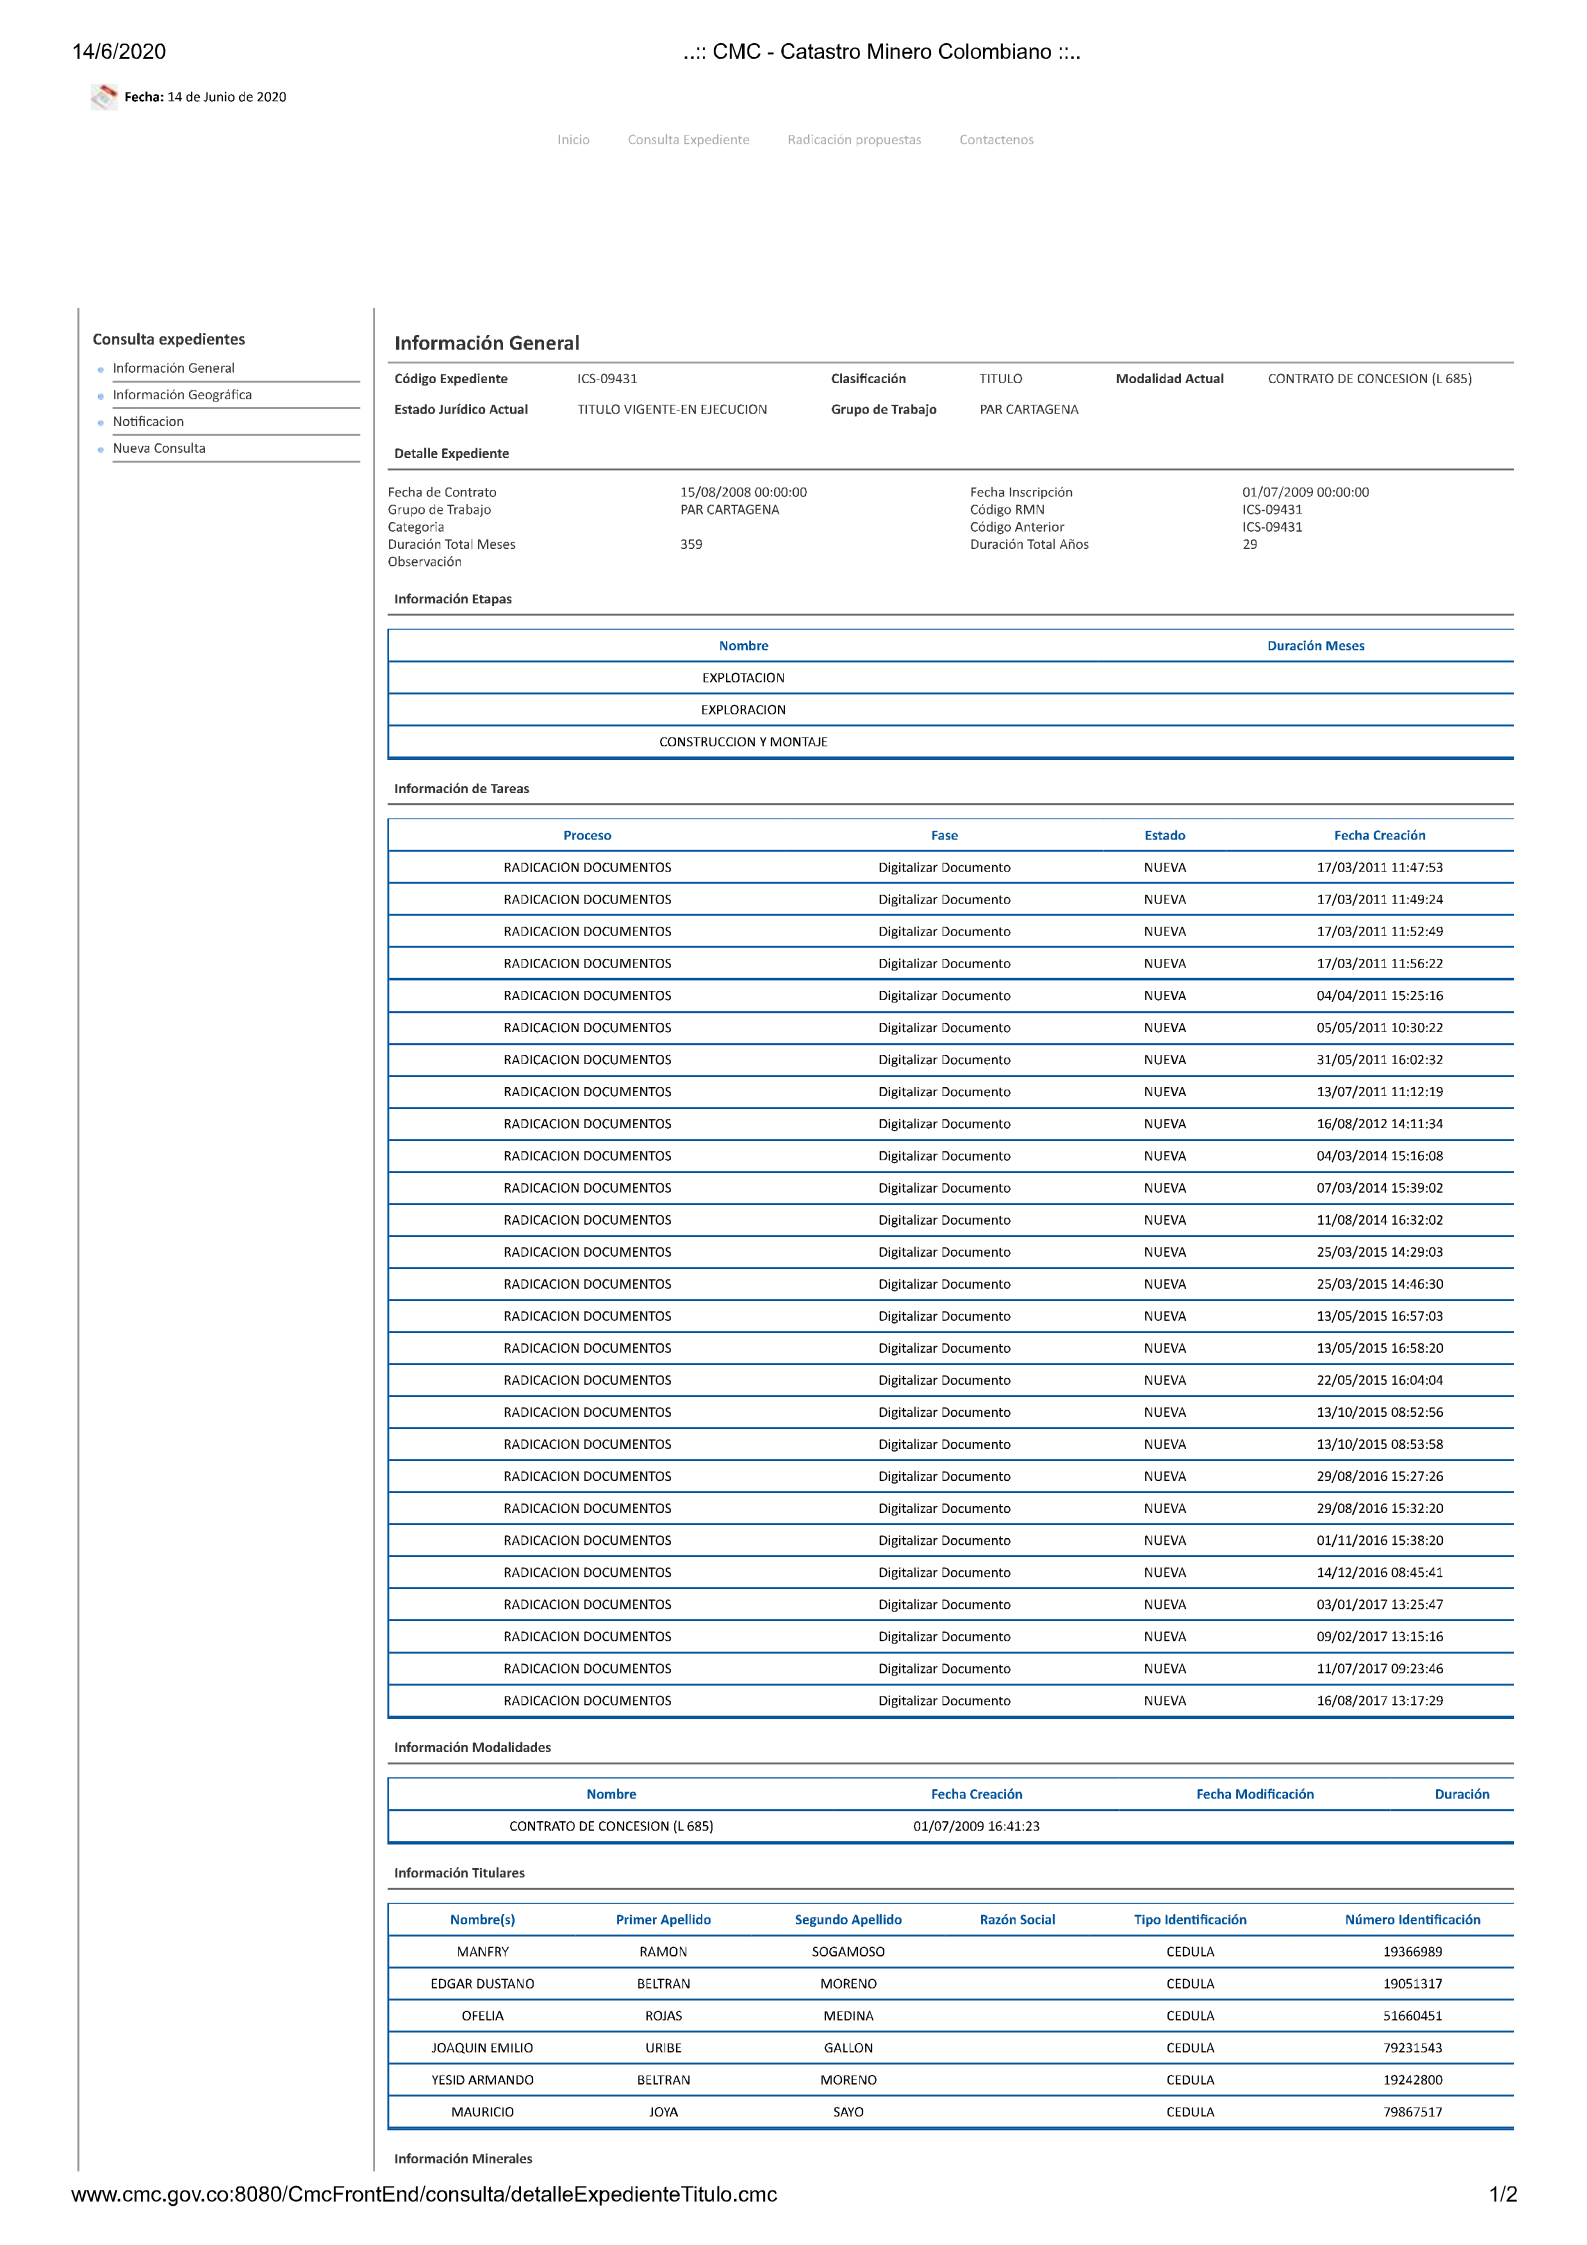 14/6/2020 ..:: CMC - Catastro Minero Colombiano ::..
Fecha: 14 de Junio de 2020
Inicio Consulta Expediente Radicación propuestas Contactenos
Consulta expedientes
Información General
Información Geográfica
Notificacion
Nueva Consulta
Información General
Código Expediente ICS-09431 Clasificación TITULO Modalidad Actual CONTRATO DE CONCESION (L 685)
Estado Jurídico Actual TITULO VIGENTE-EN EJECUCION Grupo de Trabajo PAR CARTAGENA
Detalle Expediente
Fecha de Contrato 15/08/2008 00:00:00 Fecha Inscripción 01/07/2009 00:00:00
Grupo de Trabajo PAR CARTAGENA Código RMN ICS-09431
Categoria Código Anterior ICS-09431
Duración Total Meses 359 Duración Total Años 29
Observación
Información Etapas
Nombre Duración Meses
EXPLOTACION
EXPLORACION
CONSTRUCCION Y MONTAJE
Información de Tareas
Proceso Fase Estado Fecha Creación
RADICACION DOCUMENTOS Digitalizar Documento NUEVA 17/03/2011 11:47:53
RADICACION DOCUMENTOS Digitalizar Documento NUEVA 17/03/2011 11:49:24
RADICACION DOCUMENTOS Digitalizar Documento NUEVA 17/03/2011 11:52:49
RADICACION DOCUMENTOS Digitalizar Documento NUEVA 17/03/2011 11:56:22
RADICACION DOCUMENTOS Digitalizar Documento NUEVA 04/04/2011 15:25:16
RADICACION DOCUMENTOS Digitalizar Documento NUEVA 05/05/2011 10:30:22
RADICACION DOCUMENTOS Digitalizar Documento NUEVA 31/05/2011 16:02:32
RADICACION DOCUMENTOS Digitalizar Documento NUEVA 13/07/2011 11:12:19
RADICACION DOCUMENTOS Digitalizar Documento NUEVA 16/08/2012 14:11:34
RADICACION DOCUMENTOS Digitalizar Documento NUEVA 04/03/2014 15:16:08
RADICACION DOCUMENTOS Digitalizar Documento NUEVA 07/03/2014 15:39:02
RADICACION DOCUMENTOS Digitalizar Documento NUEVA 11/08/2014 16:32:02
RADICACION DOCUMENTOS Digitalizar Documento NUEVA 25/03/2015 14:29:03
RADICACION DOCUMENTOS Digitalizar Documento NUEVA 25/03/2015 14:46:30
RADICACION DOCUMENTOS Digitalizar Documento NUEVA 13/05/2015 16:57:03
RADICACION DOCUMENTOS Digitalizar Documento NUEVA 13/05/2015 16:58:20
RADICACION DOCUMENTOS Digitalizar Documento NUEVA 22/05/2015 16:04:04
RADICACION DOCUMENTOS Digitalizar Documento NUEVA 13/10/2015 08:52:56
RADICACION DOCUMENTOS Digitalizar Documento NUEVA 13/10/2015 08:53:58
RADICACION DOCUMENTOS Digitalizar Documento NUEVA 29/08/2016 15:27:26
RADICACION DOCUMENTOS Digitalizar Documento NUEVA 29/08/2016 15:32:20
RADICACION DOCUMENTOS Digitalizar Documento NUEVA 01/11/2016 15:38:20
RADICACION DOCUMENTOS Digitalizar Documento NUEVA 14/12/2016 08:45:41
RADICACION DOCUMENTOS Digitalizar Documento NUEVA 03/01/2017 13:25:47
RADICACION DOCUMENTOS Digitalizar Documento NUEVA 09/02/2017 13:15:16
RADICACION DOCUMENTOS Digitalizar Documento NUEVA 11/07/2017 09:23:46
RADICACION DOCUMENTOS Digitalizar Documento NUEVA 16/08/2017 13:17:29
Información Modalidades
Nombre Fecha Creación Fecha Modificación Duración
CONTRATO DE CONCESION (L 685) 01/07/2009 16:41:23
Información Titulares
Nombre(s) Primer Apellido Segundo Apellido Razón Social Tipo Identificación Número Identificación
MANFRY RAMON SOGAMOSO CEDULA 19366989
EDGAR DUSTANO BELTRAN MORENO CEDULA 19051317
OFELIA ROJAS MEDINA CEDULA 51660451
JOAQUIN EMILIO URIBE GALLON CEDULA 79231543
YESID ARMANDO BELTRAN MORENO CEDULA 19242800
MAURICIO JOYA SAYO CEDULA 79867517
Información Minerales
www.cmc.gov.co:8080/CmcFrontEnd/consulta/detalleExpedienteTitulo.cmc 1/2